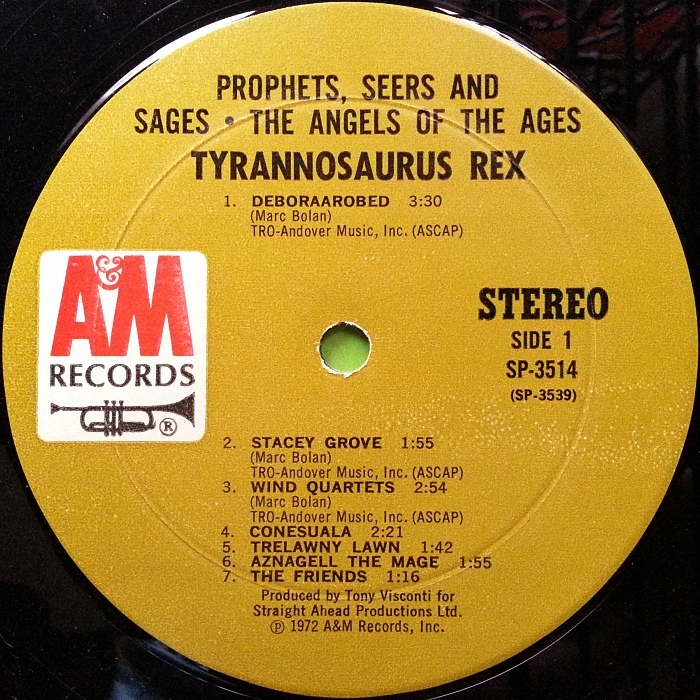 PROPHETS, SEERS AND
SAGES • THE ANGELS OF THE AGES
TYRANNOSAURUS REX
1. DEBORAAROBED 3:30
(Marc Bolan)
TRO-Andover Music, Inc. (ASCAP)
A&M
RECORDS
®
STEREO
SIDE 1
SP-3514
(SP-3539)
2. STACEY GROVE 1:55
(Marc Bolan)
TRO-Andover Music, Inc. (ASCAP)
3. WIND QUARTETS 2:54
(Marc Bolan)
TRO-Andover Music, Inc. (ASCAP)
4. CONESUALA 2:21
5. TRELAWNY LAWN 1:42
6. AZNAGELL THE MAGE 1:55
7. THE FRIENDS 1:16
Produced by Tony Visconti for
Straight Ahead Productions Ltd.
℗ 1972 A&M Records, Inc.